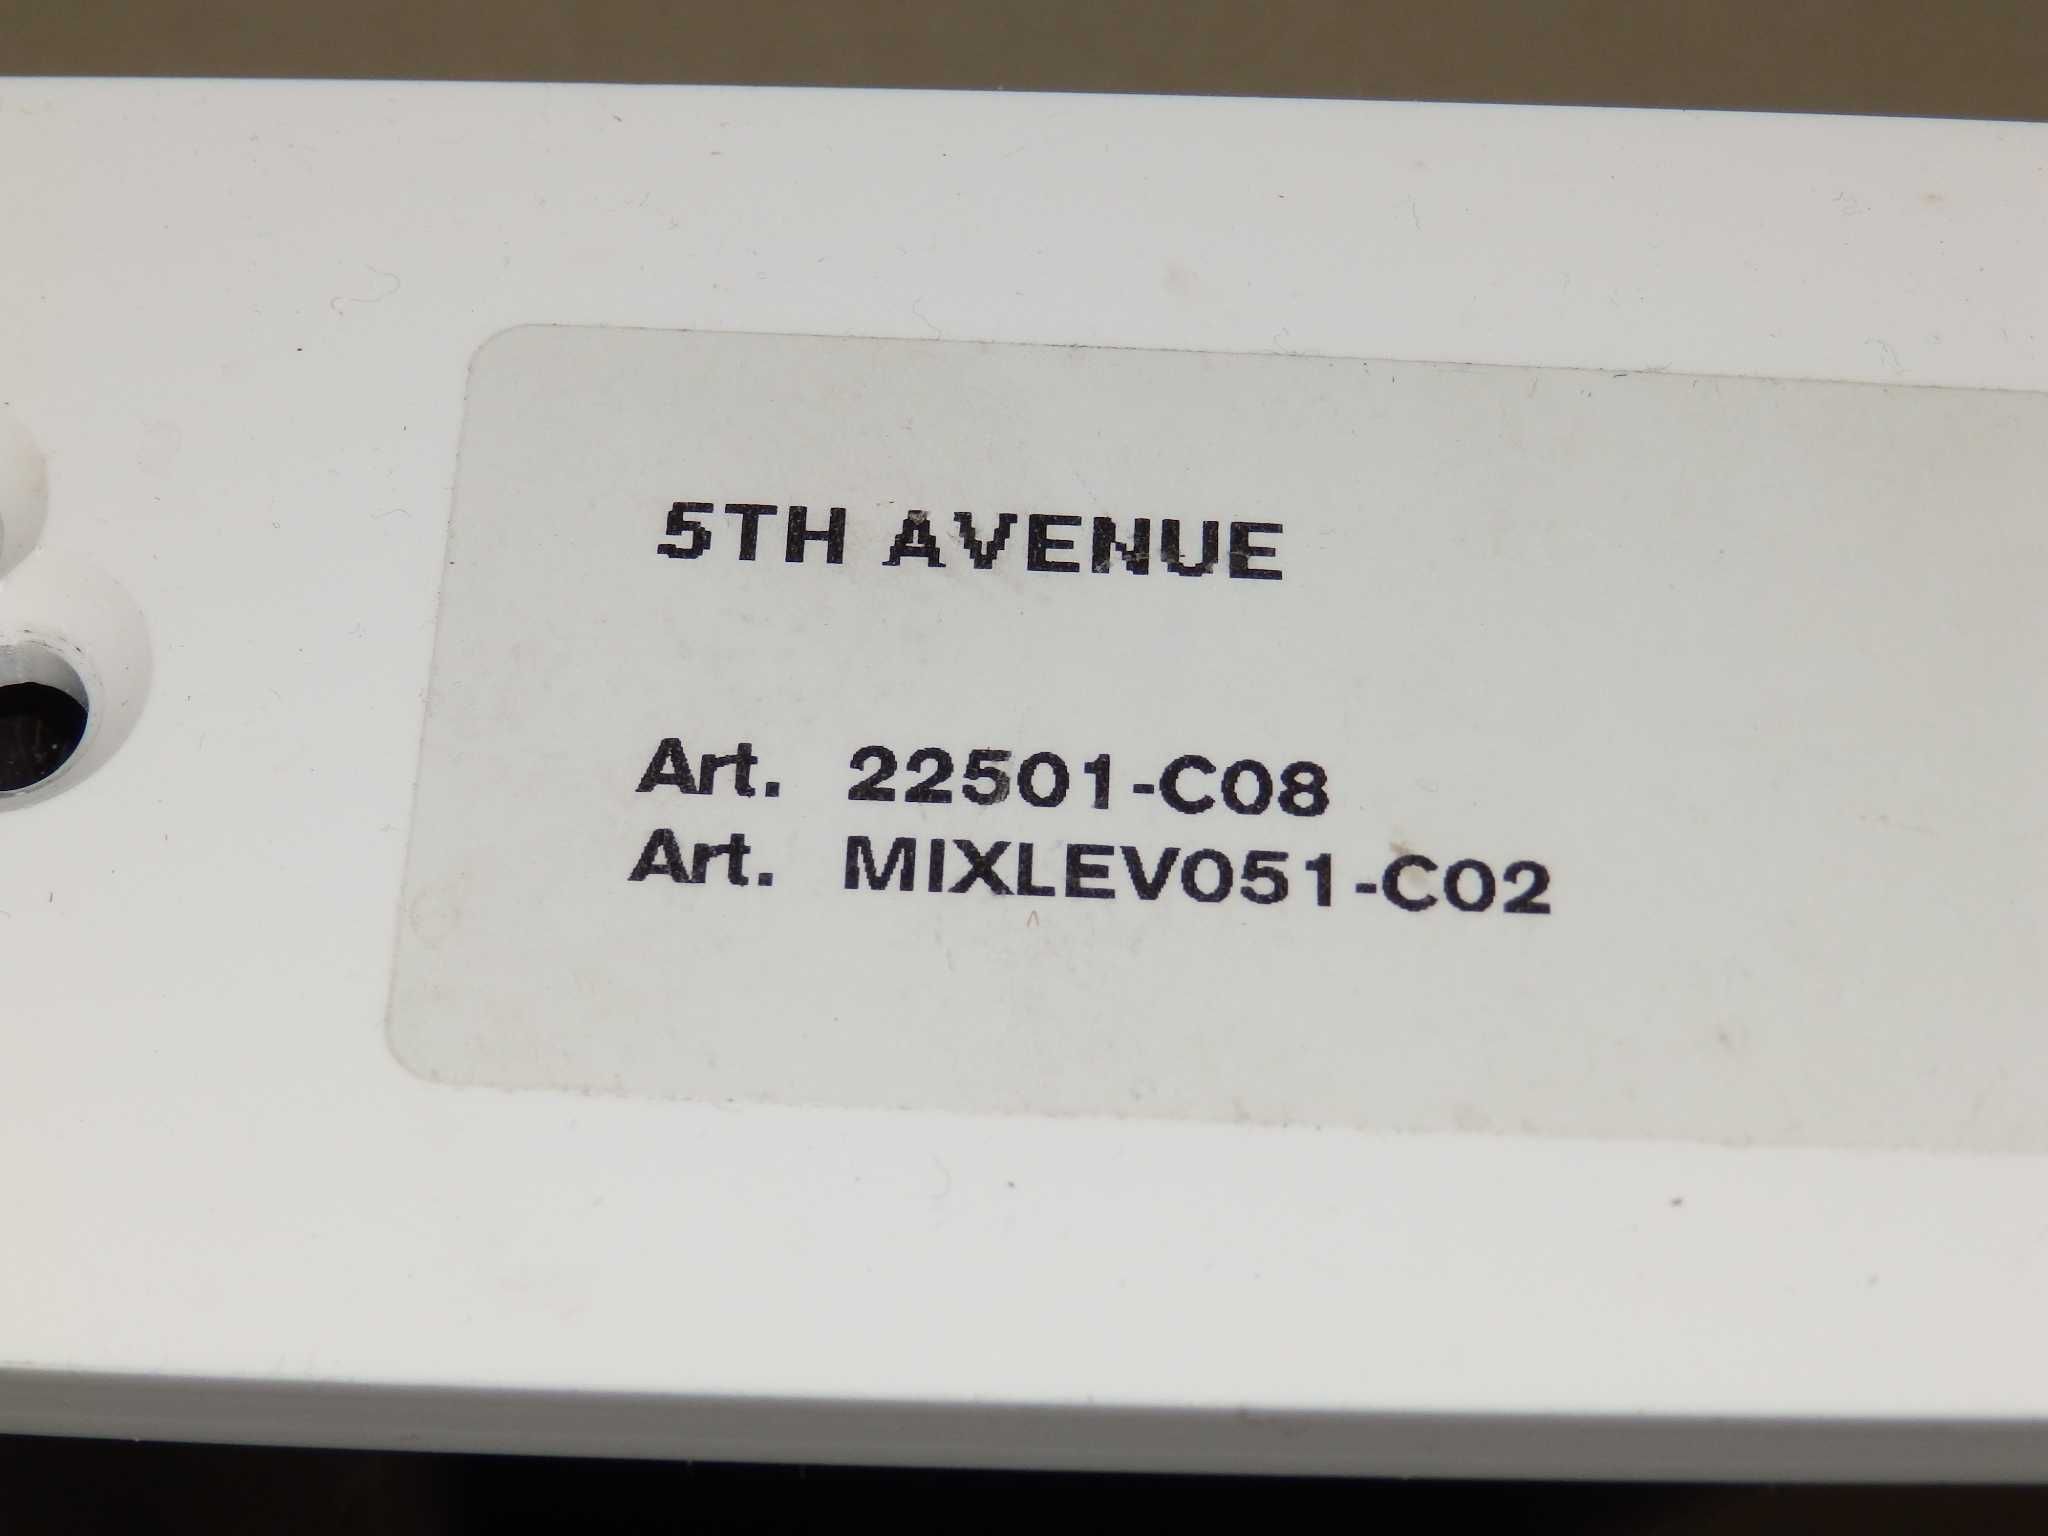 5TH AVENUE
Art. 22501-C08
Art. MIXLEV051-C02